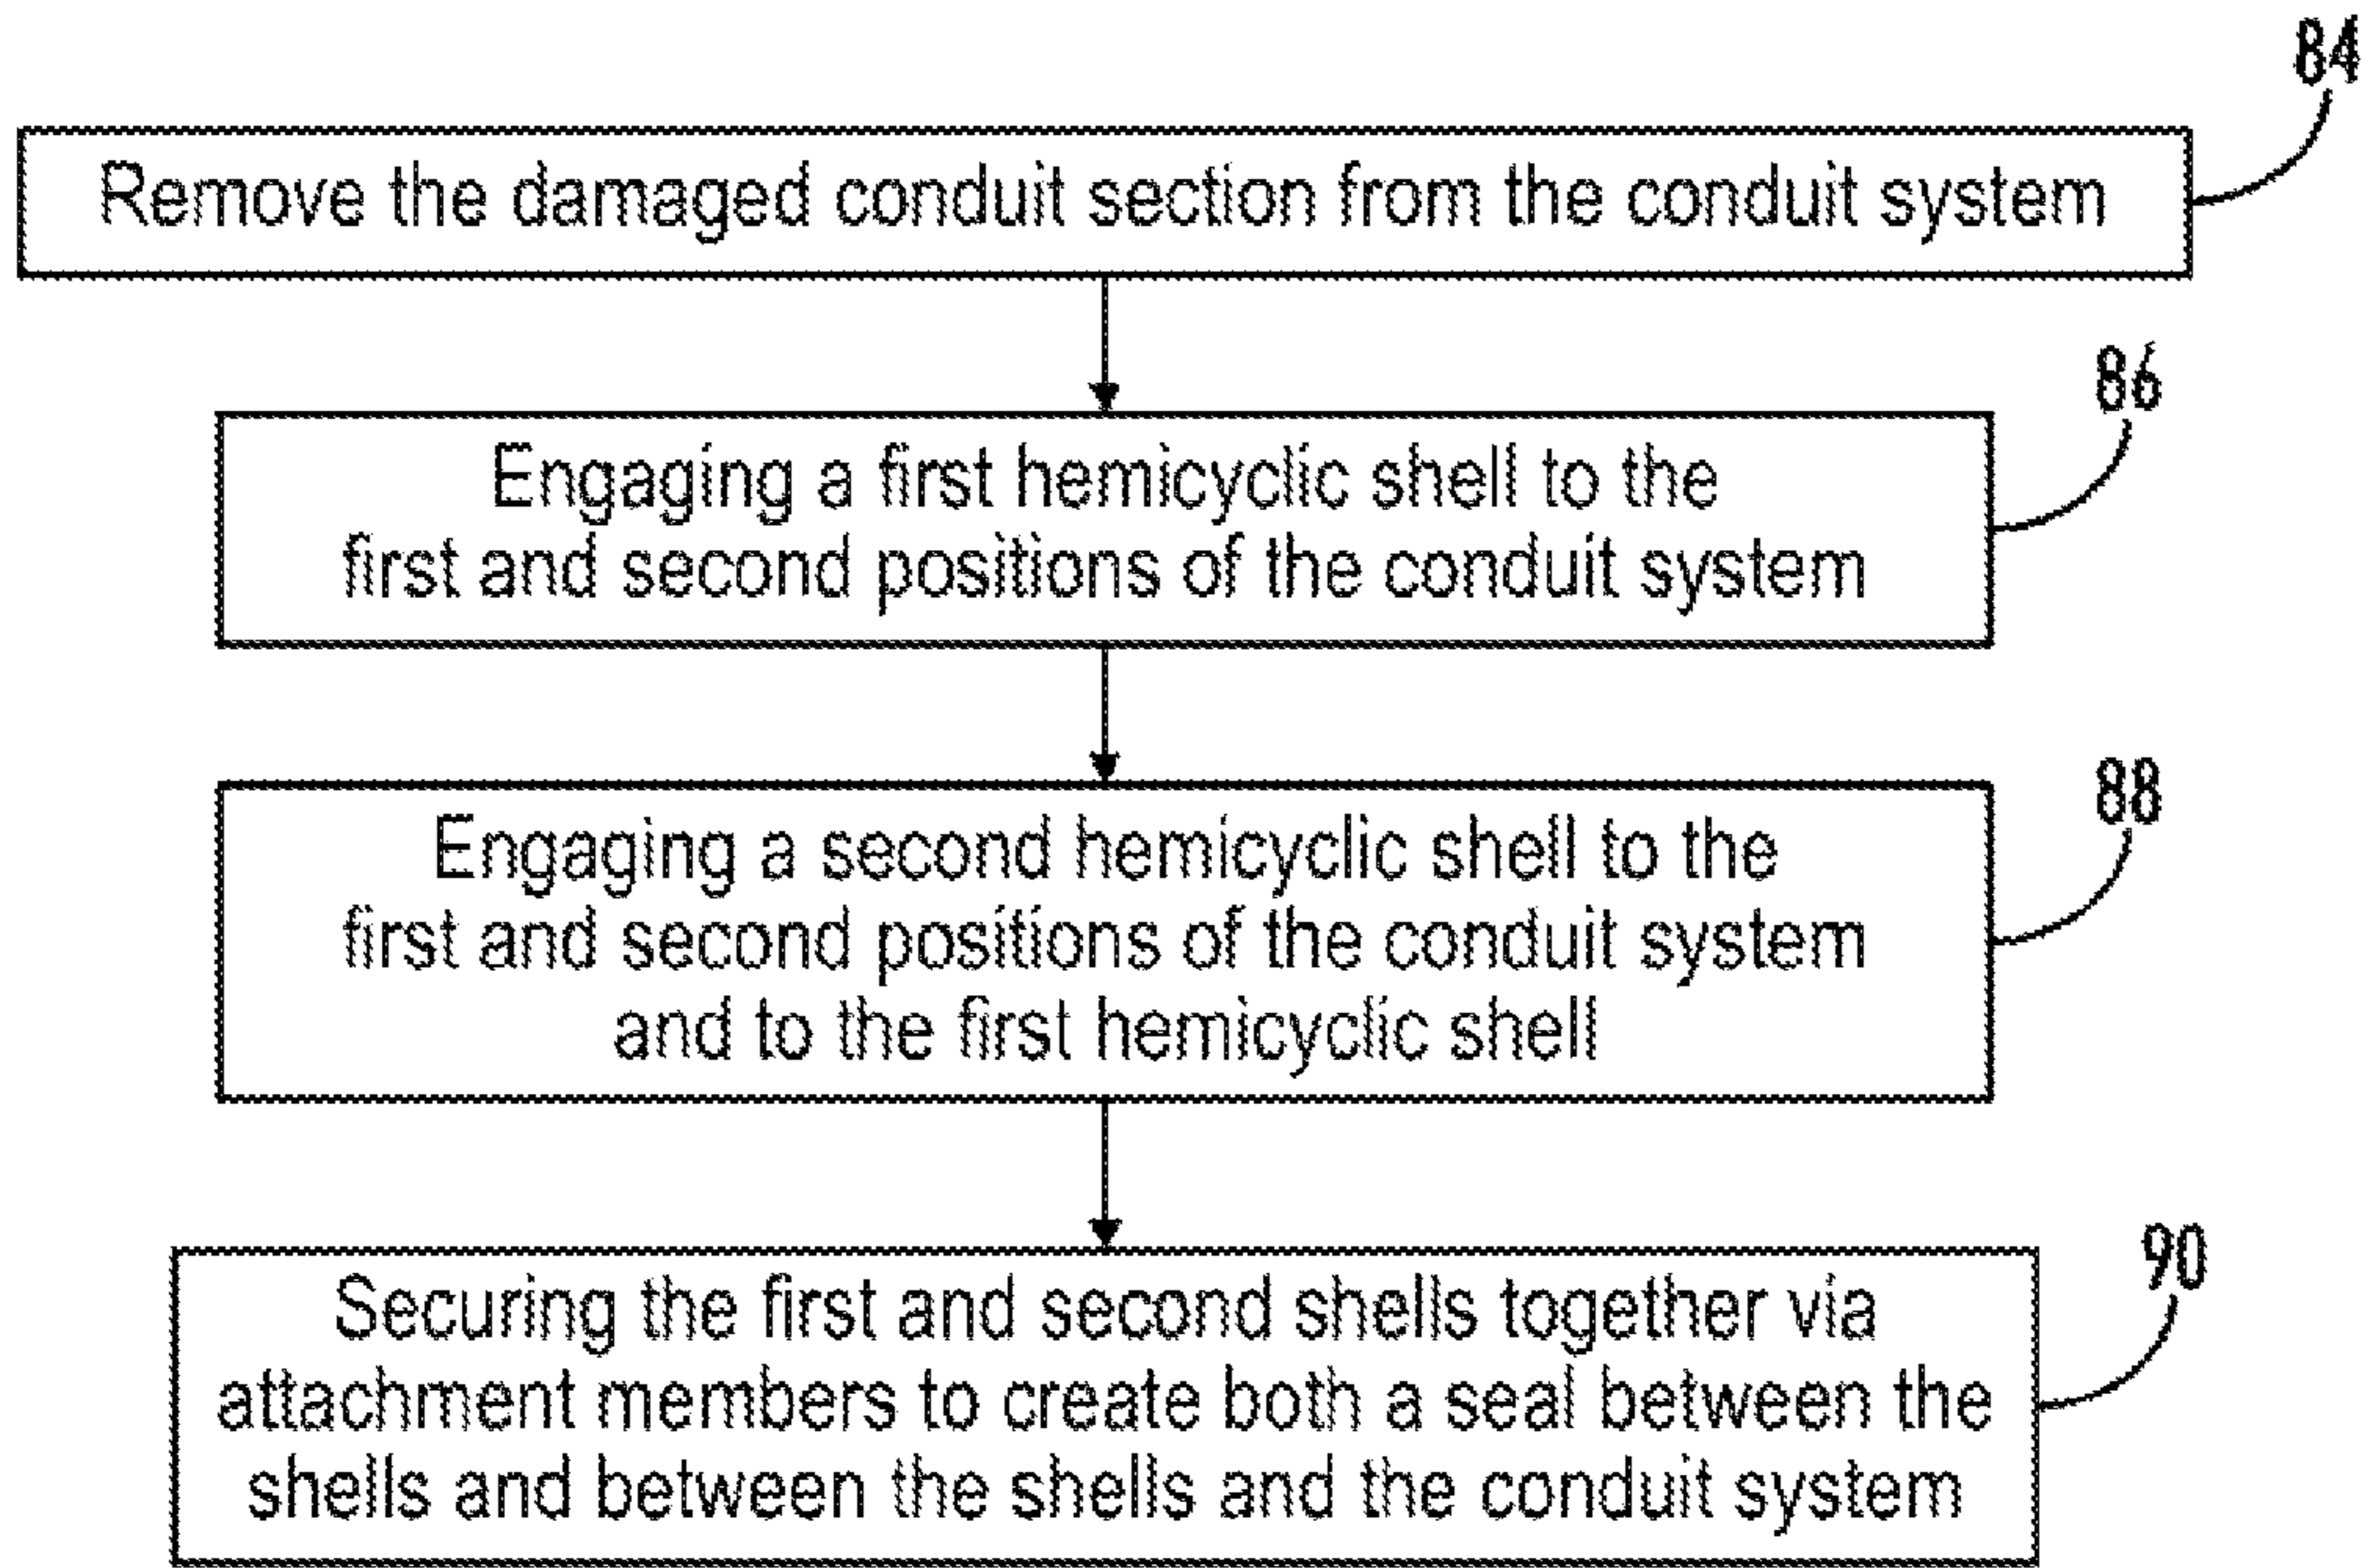 84
Remove the damaged conduit section from the conduit system
86
Engaging a first hemicyclic shell to the
first and second positions of the conduit system
88
Engaging a second hemicyclic shell to the
first and second positions of the conduit system
and to the first hemicyclic shell
90
Securing the first and second shells together via
attachment members to create both a seal between the
shells and between the shells and the conduit system